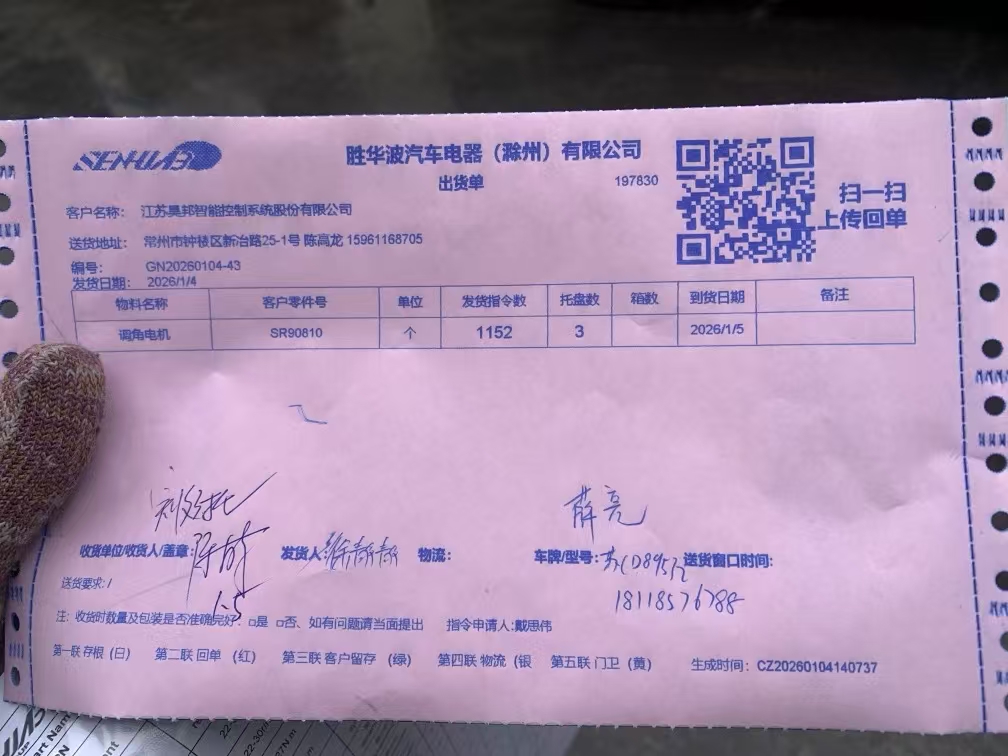 SENHUAB
胜华波汽车电器（滁州）有限公司
出货单
197830
扫一扫
上传回单
客户名称： 江苏昊邦智能控制系统股份有限公司
送货地址： 常州市钟楼区新冶路25-1号 陈高龙 15961168705
编号： GN20260104-43
发货日期： 2026/1/4
物料名称 客户零件号 单位 发货指令数 托盘数 箱数 到货日期 备注
调角电机 SR90810 个 1152 3 2026/1/5
薛亮
收货单位/收货人/盖章： 发货人 徐静静 物流： 车牌/型号： 送货窗口时间：
送货要求：/
1-5
18118576788
注：收货时数量及包装是否准确完好：□是 □否、如有问题请当面提出 指令申请人:戴思伟
第一联 存根（日） 第二联 回单 （红） 第三联 客户留存 （绿） 第四联 物流（银 第五联 门卫（黄） 生成时间： CZ20260104140737